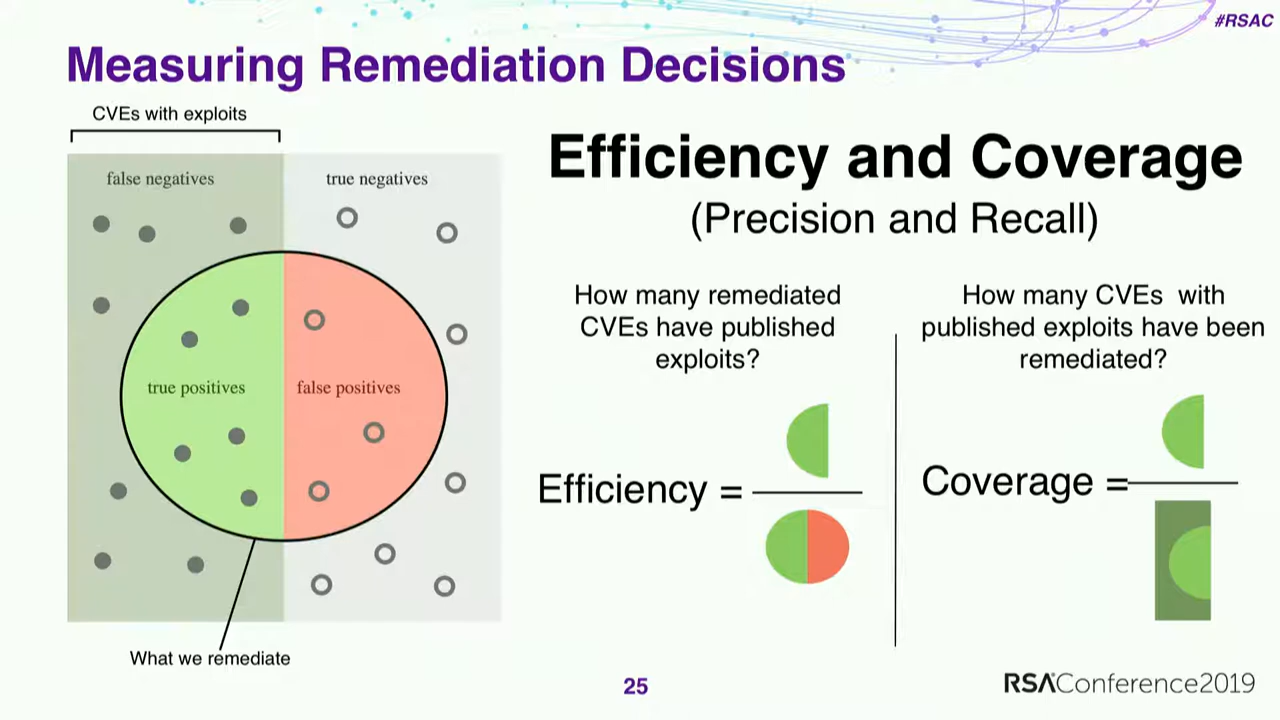 #RSAC
Measuring Remediation Decisions
CVEs with exploits
false negatives
true negatives
true positives
false positives
What we remediate
Efficiency and Coverage
(Precision and Recall)
How many remediated
CVEs have published
exploits?
Efficiency =
How many CVEs with
published exploits have been
remediated?
Coverage =
25
RSAConference2019